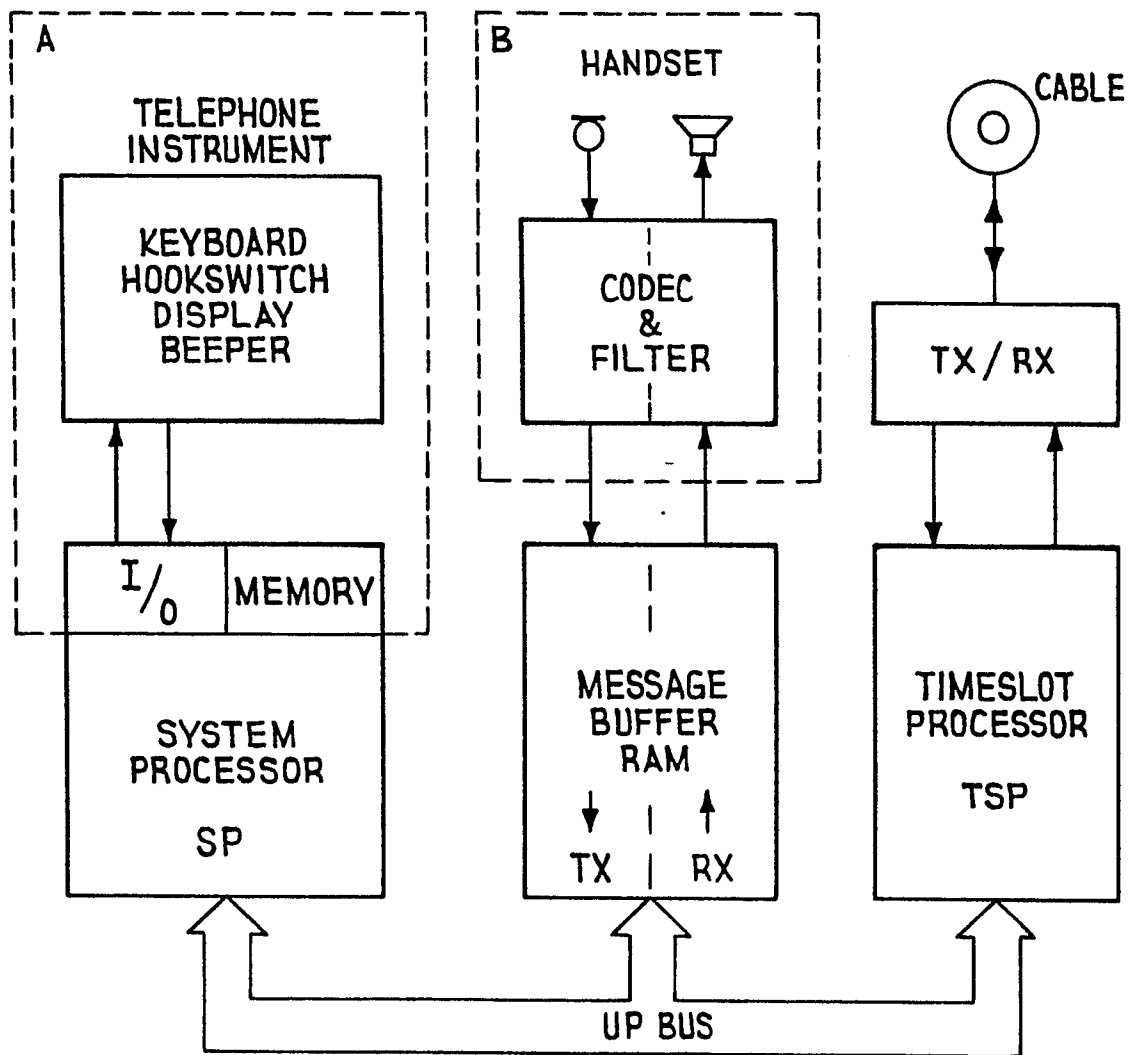 A
TELEPHONE
INSTRUMENT
KEYBOARD
HOOKSWITCH
DISPLAY
BEEPER
I/O
MEMORY
SYSTEM
PROCESSOR
SP
B
HANDSET
CODEC
&
FILTER
MESSAGE
BUFFER
RAM
TX
RX
CABLE
TX/RX
TIMESLOT
PROCESSOR
TSP
UP BUS